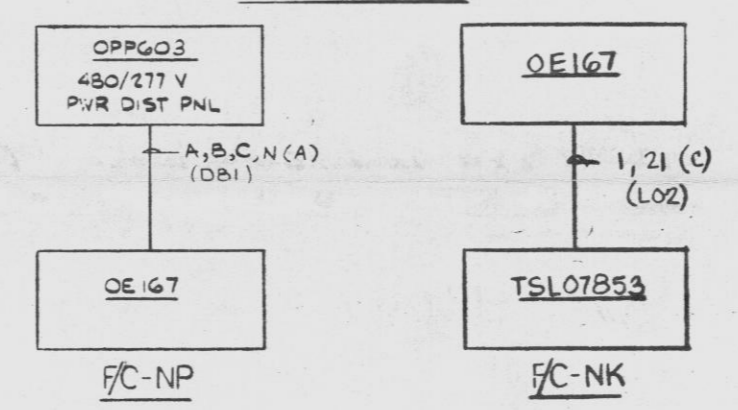 OPP603
480/277 V
PWR DIST PNL
A,B,C,N(A)
(DB1)
OE167
F/C-NP
OE167
1,21 (C)
(L02)
TSL07853
F/C-NK